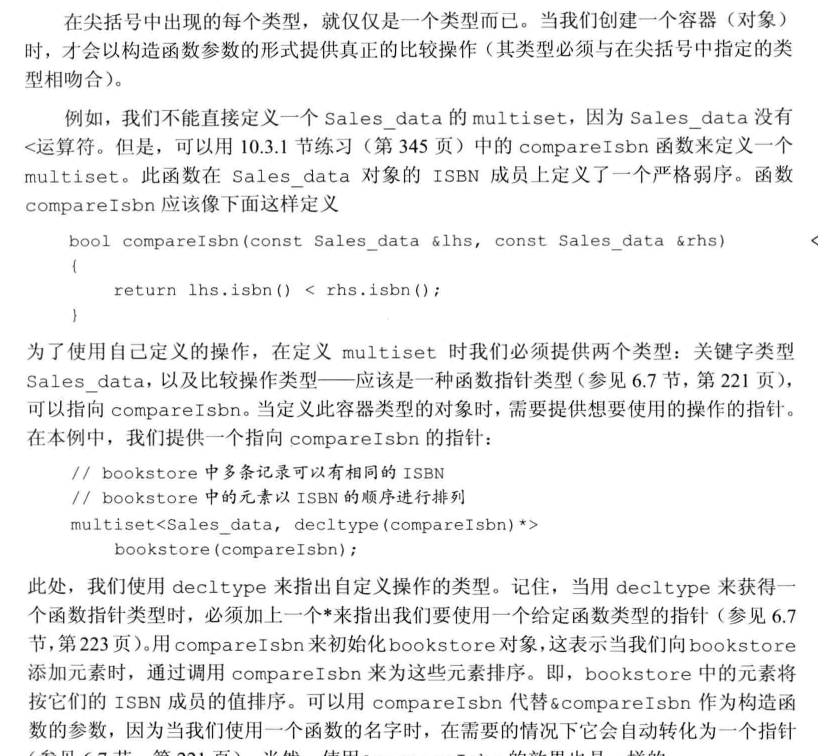 在尖括号中出现的每个类型，就仅仅是一个类型而已。当我们创建一个容器（对象）
时，才会以构造函数参数的形式提供真正的比较操作（其类型必须与在尖括号中指定的类
型相吻合）。
例如，我们不能直接定义一个 Sales_data 的 multiset，因为 Sales_data 没有
<运算符。但是，可以用 10.3.1 节练习（第 345 页）中的 compareIsbn 函数来定义一个
multiset。此函数在 Sales_data 对象的 ISBN 成员上定义了一个严格弱序。函数
compareIsbn 应该像下面这样定义
bool compareIsbn(const Sales_data &lhs, const Sales_data &rhs) <
{
return lhs.isbn() < rhs.isbn();
}
为了使用自己定义的操作，在定义 multiset 时我们必须提供两个类型：关键字类型
Sales_data，以及比较操作类型——应该是一种函数指针类型（参见 6.7 节，第 221 页），
可以指向 compareIsbn。当定义此容器类型的对象时，需要提供想要使用的操作的指针。
在本例中，我们提供一个指向 compareIsbn 的指针：
// bookstore 中多条记录可以有相同的 ISBN
// bookstore 中的元素以 ISBN 的顺序进行排列
multiset<Sales_data, decltype(compareIsbn)*>
bookstore(compareIsbn);
此处，我们使用 decltype 来指出自定义操作的类型。记住，当用 decltype 来获得一
个函数指针类型时，必须加上一个*来指出我们要使用一个给定函数类型的指针（参见 6.7
节，第 223 页）。用 compareIsbn 来初始化 bookstore 对象，这表示当我们向 bookstore
添加元素时，通过调用 compareIsbn 来为这些元素排序。即，bookstore 中的元素将
按它们的 ISBN 成员的值排序。可以用 compareIsbn 代替&compareIsbn 作为构造函
数的参数，因为当我们使用一个函数的名字时，在需要的情况下它会自动转化为一个指针